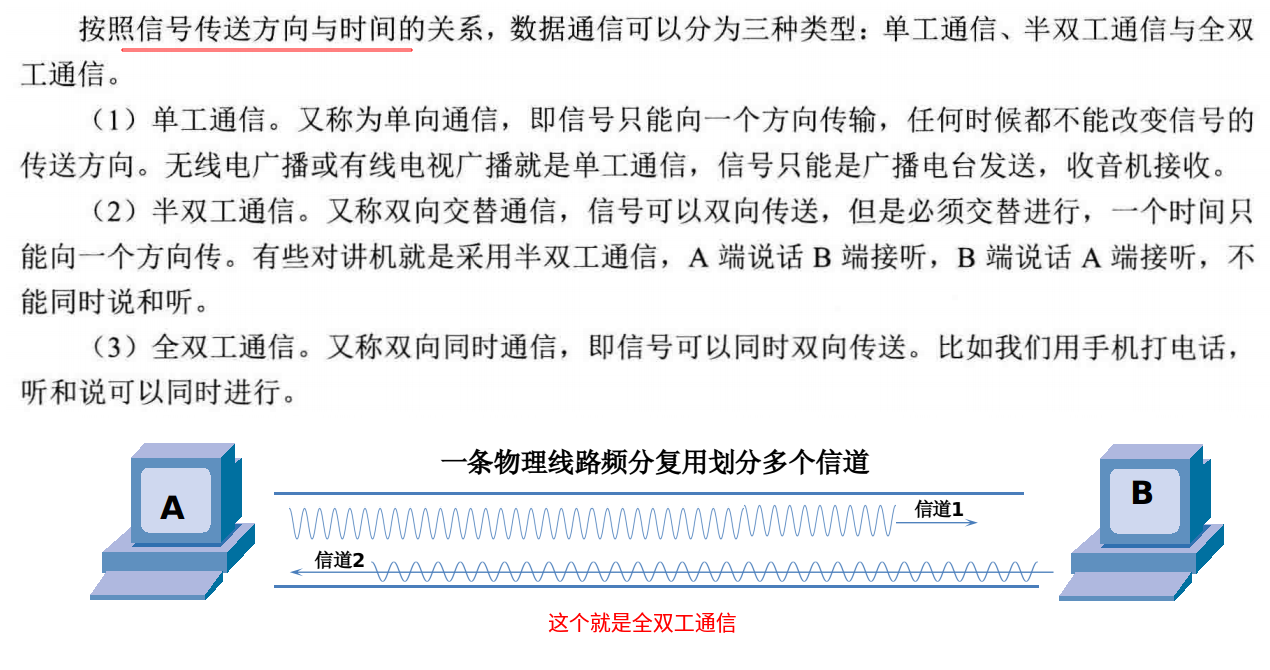 按照信号传送方向与时间的关系，数据通信可以分为三种类型：单工通信、半双工通信与全双
工通信。
（1）单工通信。又称为单向通信，即信号只能向一个方向传输，任何时候都不能改变信号的
传送方向。无线电广播或有线电视广播就是单工通信，信号只能是广播电台发送，收音机接收。
（2）半双工通信。又称双向交替通信，信号可以双向传送，但是必须交替进行，一个时间只
能向一个方向传。有些对讲机就是采用半双工通信，A 端说话 B 端接听，B 端说话 A 端接听，不
能同时说和听。
（3）全双工通信。又称双向同时通信，即信号可以同时双向传送。比如我们用手机打电话，
听和说可以同时进行。
一条物理线路频分复用划分多个信道
A
B
信道1
信道2
这个就是全双工通信